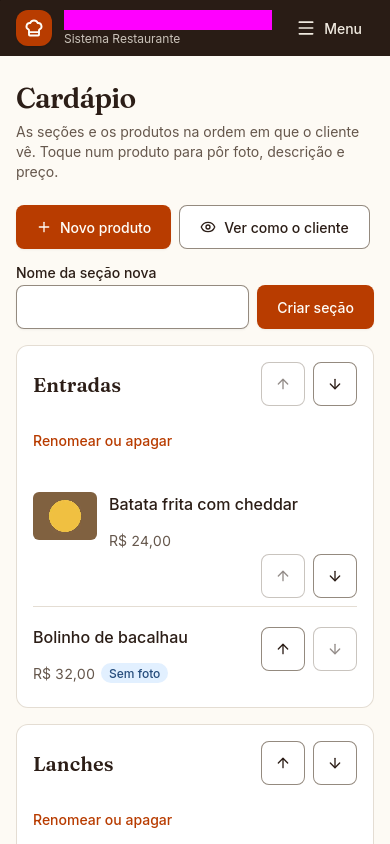 Sistema Restaurante
Menu
Cardápio
As seções e os produtos na ordem em que o cliente
vê. Toque num produto para pôr foto, descrição e
preço.
Novo produto
Ver como o cliente
Nome da seção nova
Criar seção
Entradas
Renomear ou apagar
Batata frita com cheddar
R$ 24,00
Bolinho de bacalhau
R$ 32,00 Sem foto
Lanches
Renomear ou apagar